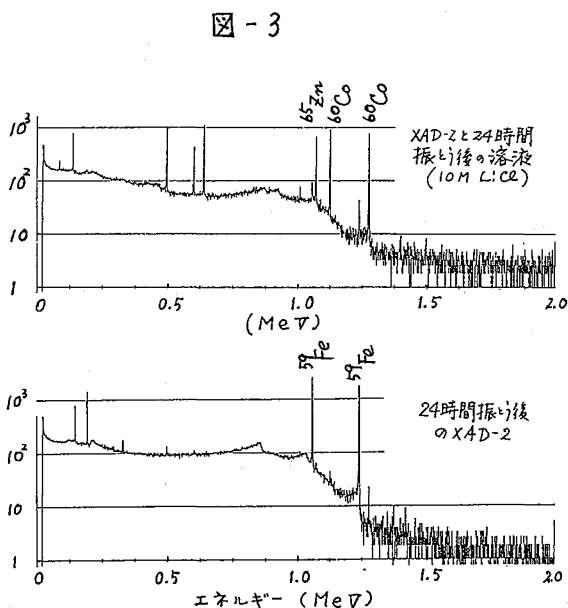 図-3
65Zn
60Co
60Co
10³
10²
10
1
XAD-2と24時間
振とう後の溶液
(10M LiCl)
0
0.5
1.0
1.5
2.0
(MeV)
59Fe
59Fe
10³
10²
10
1
24時間振とう後
のXAD-2
0
0.5
1.0
1.5
2.0
エネルギー (MeV)